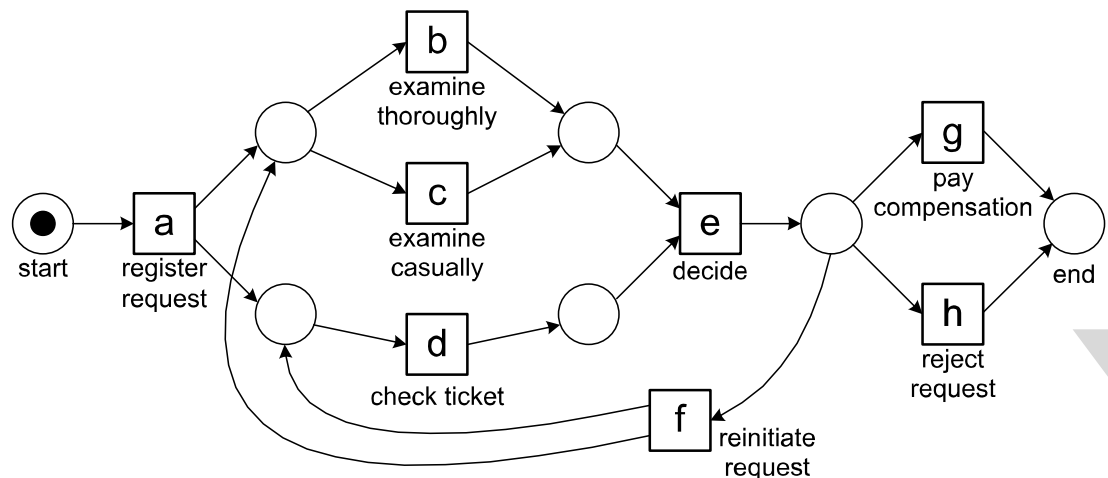 b
examine
thoroughly
g
pay
compensation
start
a
register
request
c
examine
casually
e
decide
end
d
check ticket
h
reject
request
f
reinitiate
request